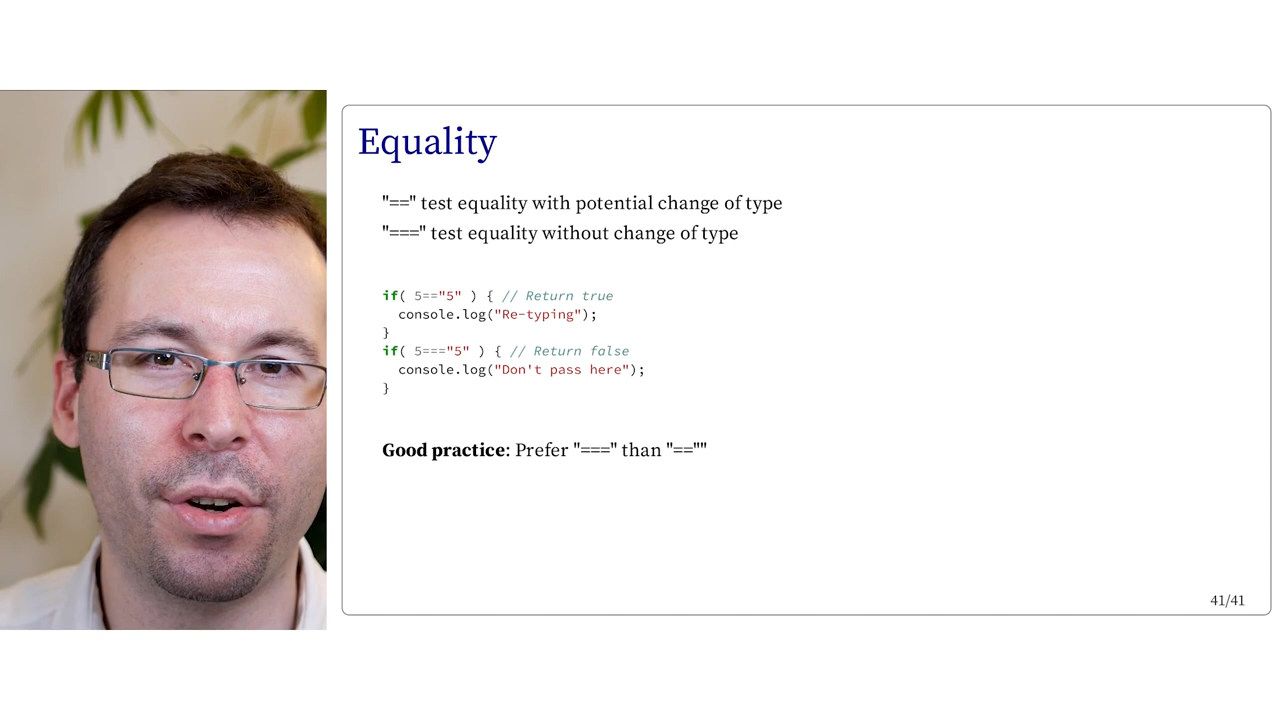 Equality
"==" test equality with potential change of type
"===" test equality without change of type
if( 5=="5" ) { // Return true
  console.log("Re-typing");
}
if( 5==="5" ) { // Return false
  console.log("Don't pass here");
}
Good practice: Prefer "===" than "==""
41/41